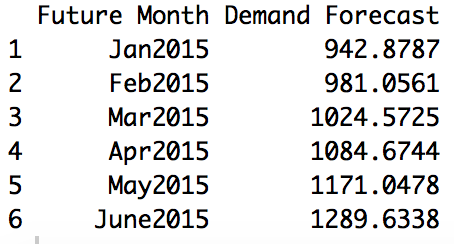 Future Month Demand Forecast
1 Jan2015 942.8787
2 Feb2015 981.0561
3 Mar2015 1024.5725
4 Apr2015 1084.6744
5 May2015 1171.0478
6 June2015 1289.6338